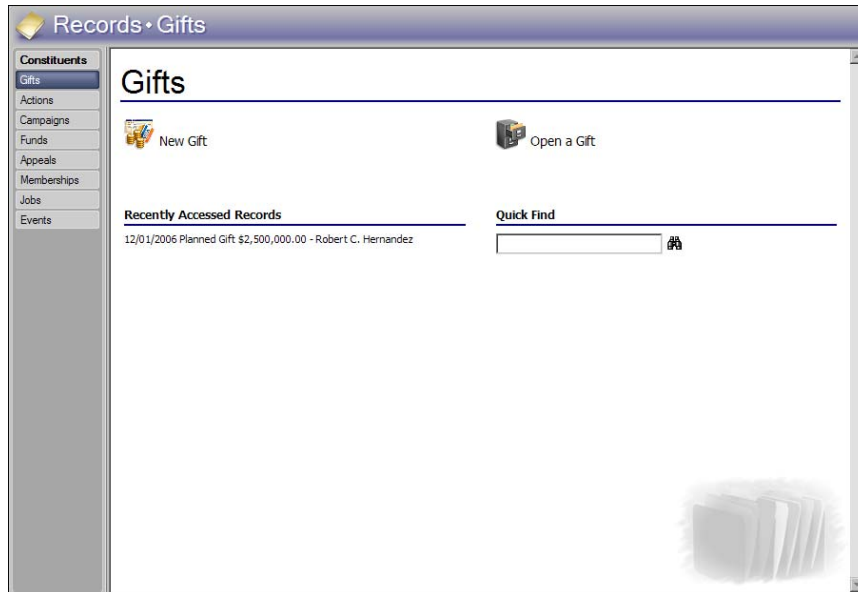 Records • Gifts
Constituents
Gifts
Actions
Campaigns
Funds
Appeals
Memberships
Jobs
Events
Gifts
New Gift
Open a Gift
Recently Accessed Records
12/01/2006 Planned Gift $2,500,000.00 - Robert C. Hernandez
Quick Find